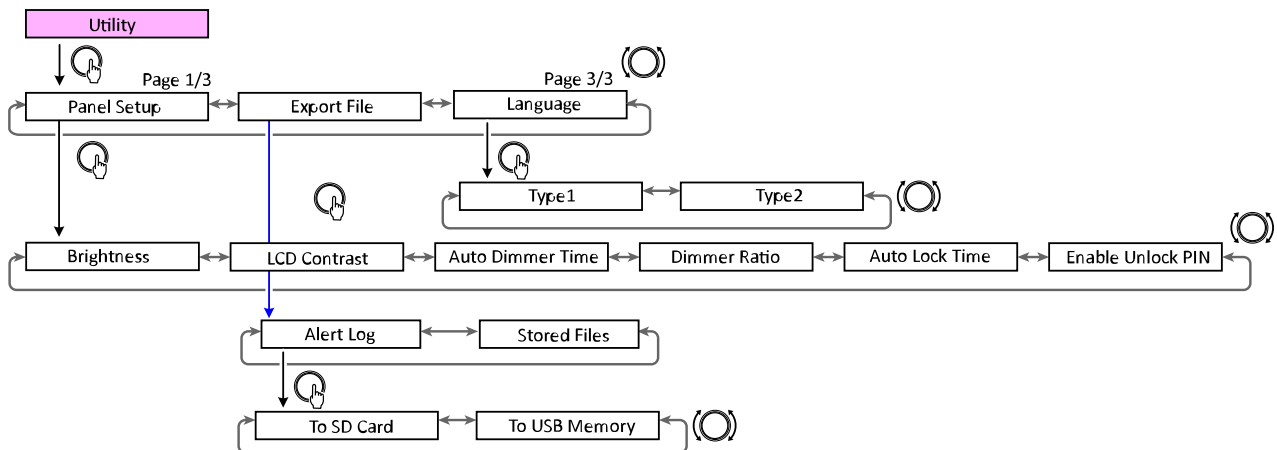 Utility
Page 1/3
Page 3/3
Panel Setup
Export File
Language
Type1
Type2
Brightness
LCD Contrast
Auto Dimmer Time
Dimmer Ratio
Auto Lock Time
Enable Unlock PIN
Alert Log
Stored Files
To SD Card
To USB Memory